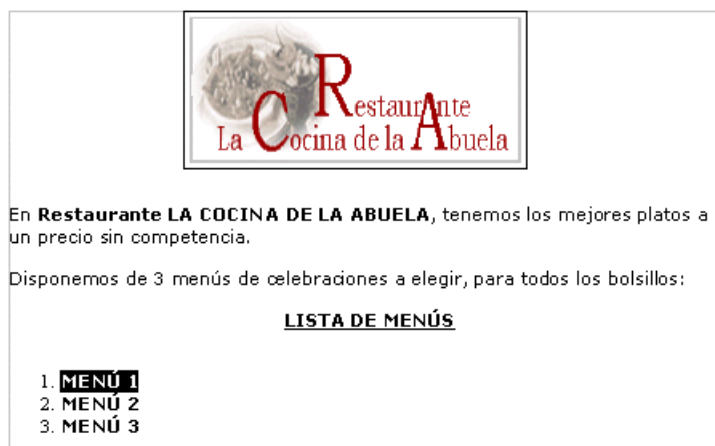 Restaurante
La Cocina de la Abuela
En Restaurante LA COCINA DE LA ABUELA, tenemos los mejores platos a
un precio sin competencia.
Disponemos de 3 menús de celebraciones a elegir, para todos los bolsillos:
LISTA DE MENÚS
1. MENÚ 1
2. MENÚ 2
3. MENÚ 3